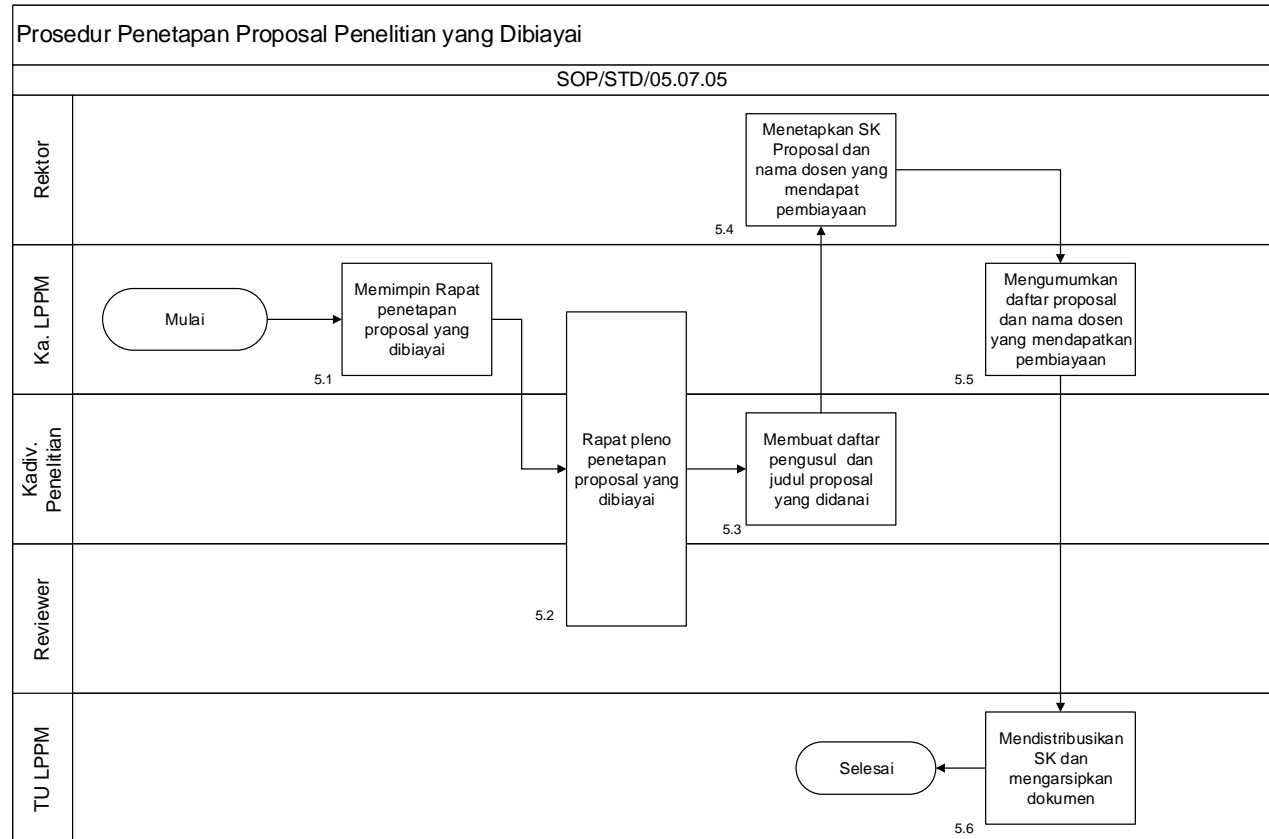 Prosedur Penetapan Proposal Penelitian yang Dibiayai
SOP/STD/05.07.05
Rektor
Menetapkan SK
Proposal dan
nama dosen yang
mendapat
pembiayaan
5.4
Ka. LPPM
Mulai
Memimpin Rapat
penetapan
proposal yang
dibiayai
5.1
Mengumumkan
daftar proposal
dan nama dosen
yang mendapatkan
pembiayaan
5.5
Kadiv.
Penelitian
Rapat pleno
penetapan
proposal yang
dibiayai
5.2
Membuat daftar
pengusul dan
judul proposal
yang didanai
5.3
Reviewer
TU LPPM
Mendistribusikan
SK dan
mengarsipkan
dokumen
5.6
Selesai